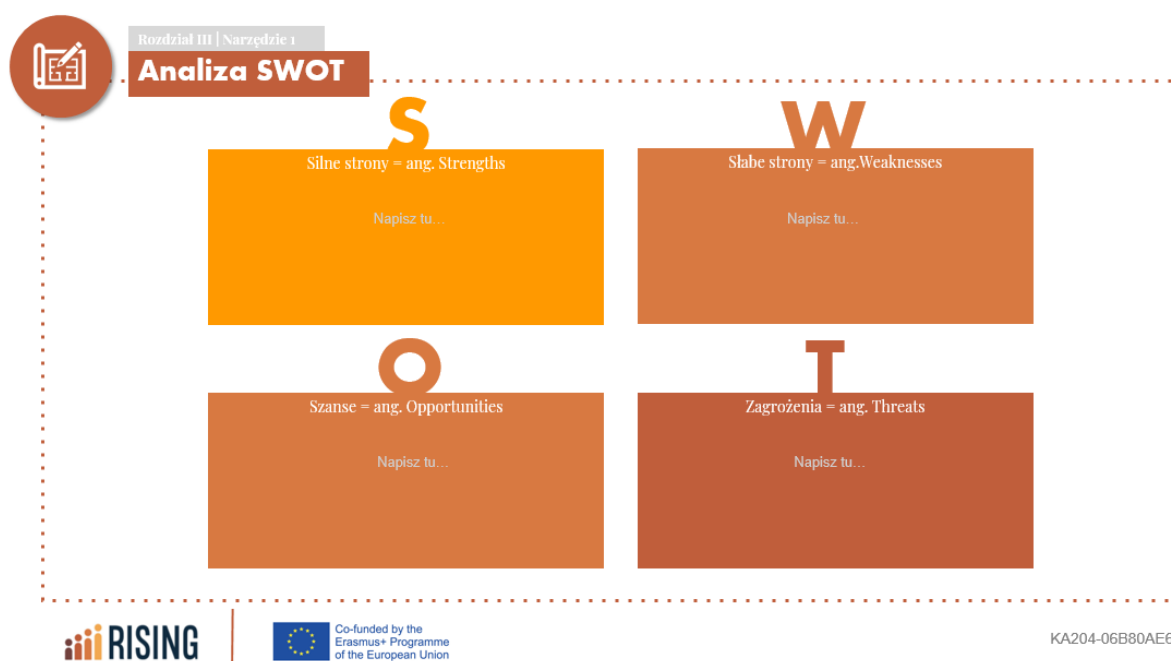 Rozdział III | Narzędzie 1
Analiza SWOT
S
Silne strony = ang. Strengths
Napisz tu...
W
Słabe strony = ang.Weaknesses
Napisz tu...
O
Szanse = ang. Opportunities
Napisz tu...
T
Zagrożenia = ang. Threats
Napisz tu...
RISING
Co-funded by the
Erasmus+ Programme
of the European Union
KA204-06B80AE6